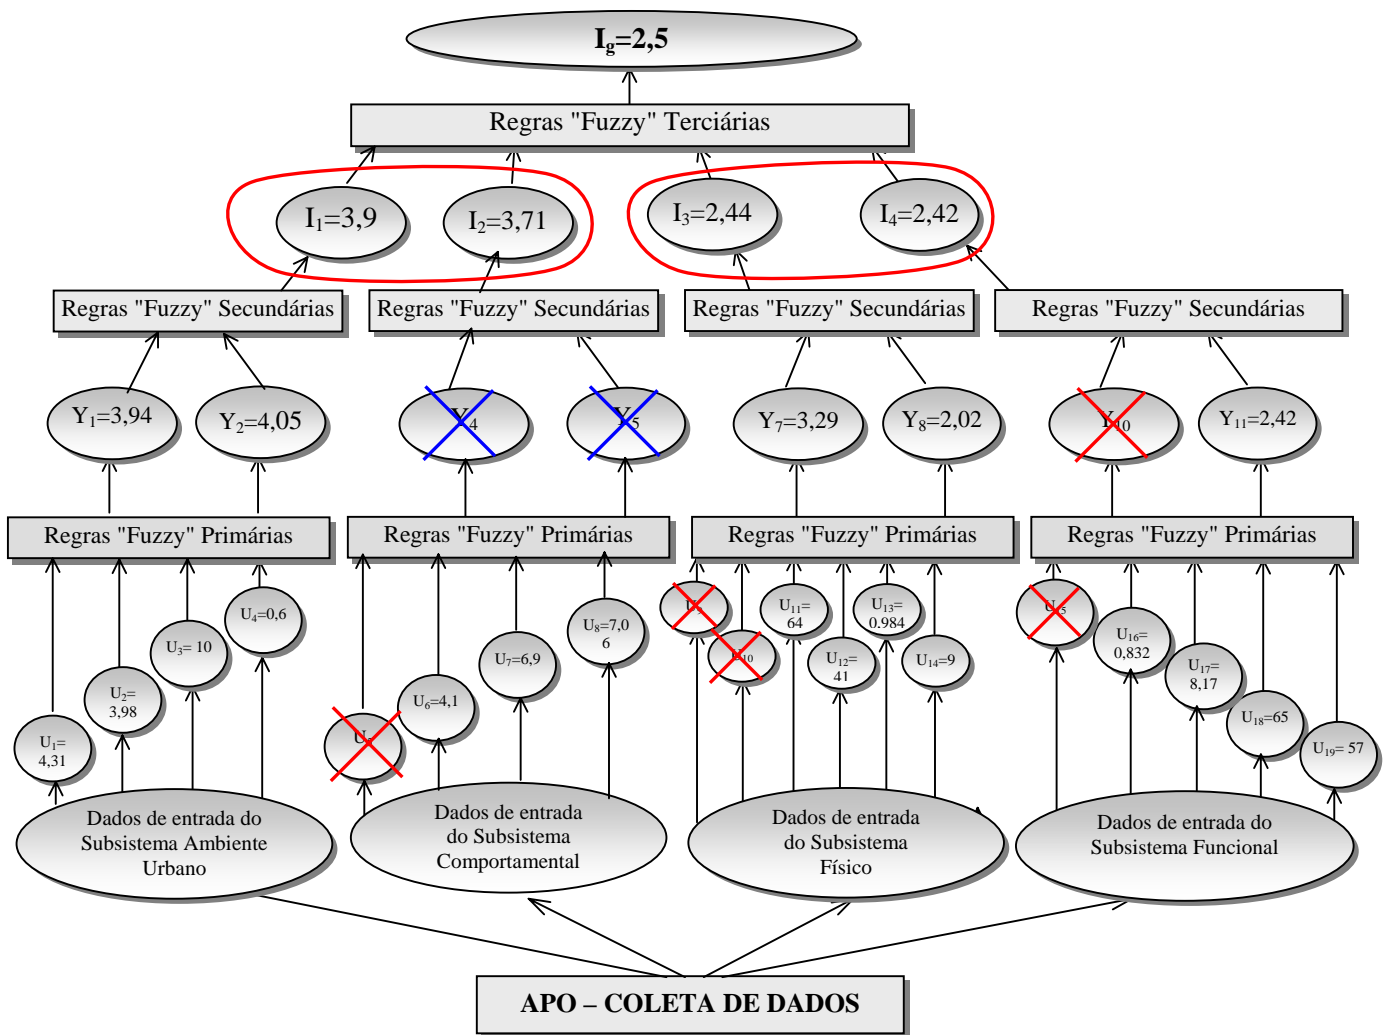 I₉=2,5
Regras "Fuzzy" Terciárias
I₁=3,9
I₂=3,71
I₃=2,44
I₄=2,42
Regras "Fuzzy" Secundárias
Regras "Fuzzy" Secundárias
Regras "Fuzzy" Secundárias
Regras "Fuzzy" Secundárias
Y₁=3,94
Y₂=4,05
Y₄
Y₅
Y₇=3,29
Y₈=2,02
Y₁₀
Y₁₁=2,42
Regras "Fuzzy" Primárias
Regras "Fuzzy" Primárias
Regras "Fuzzy" Primárias
Regras "Fuzzy" Primárias
U₁=
4,31
U₂=
3,98
U₃= 10
U₄=0,6
U₆=4,1
U₇=6,9
U₈=7,0
6
U₁₀
U₁₁=
64
U₁₂=
41
U₁₃=
0.984
U₁₄=9
U₁₅
U₁₆=
0,832
U₁₇=
8,17
U₁₈=65
U₁₉= 57
Dados de entrada do
Subsistema Ambiente
Urbano
Dados de entrada
do Subsistema
Comportamental
Dados de entrada
do Subsistema
Físico
Dados de entrada do
Subsistema Funcional
APO – COLETA DE DADOS